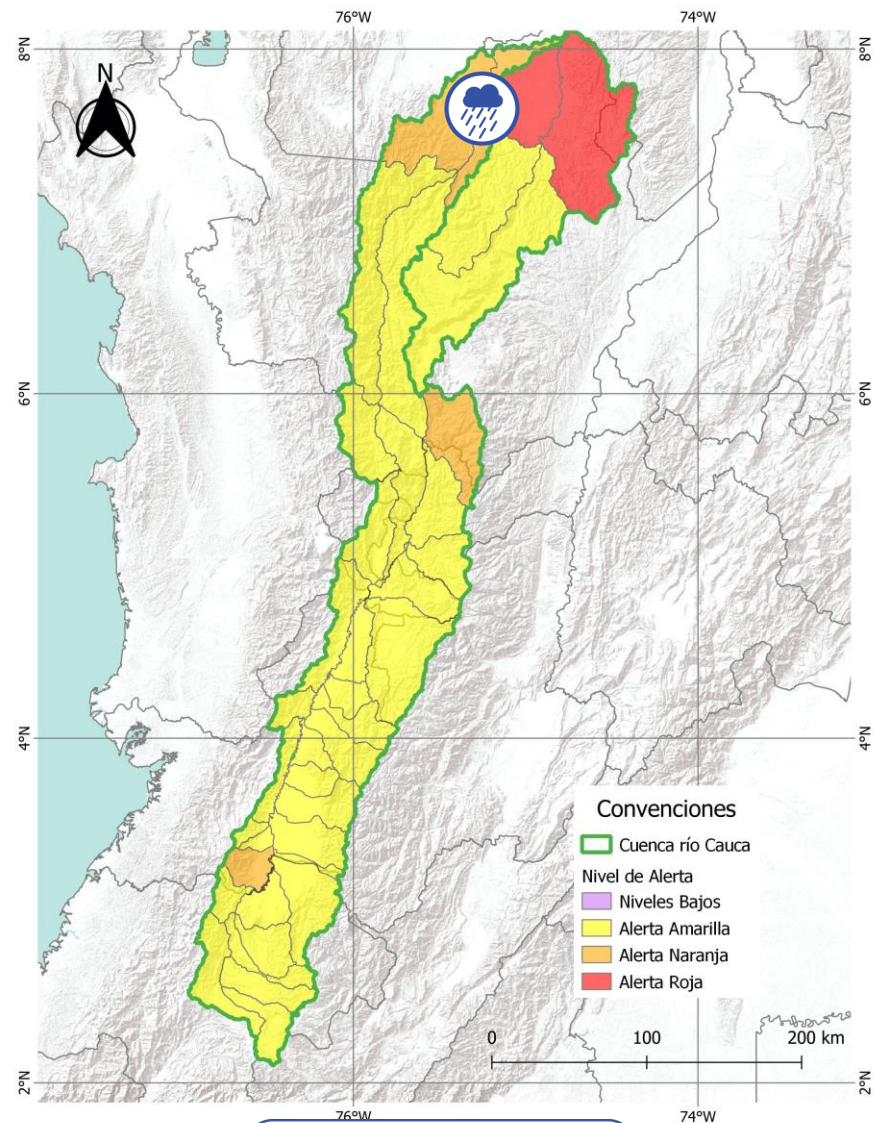 76°W 74°W
8°N 8°N
N
6°N 6°N
4°N 4°N
Convenciones
Cuenca río Cauca
Nivel de Alerta
Niveles Bajos
Alerta Amarilla
Alerta Naranja
Alerta Roja
0 100 200 km
2°N 2°N
76°W 74°W